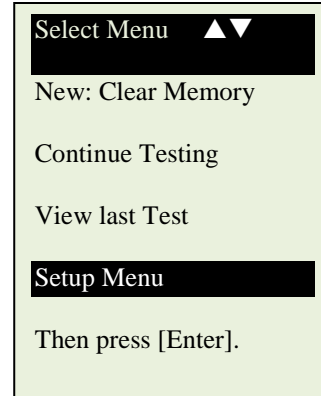 Select Menu ▲▼
New: Clear Memory
Continue Testing
View last Test
Setup Menu
Then press [Enter].